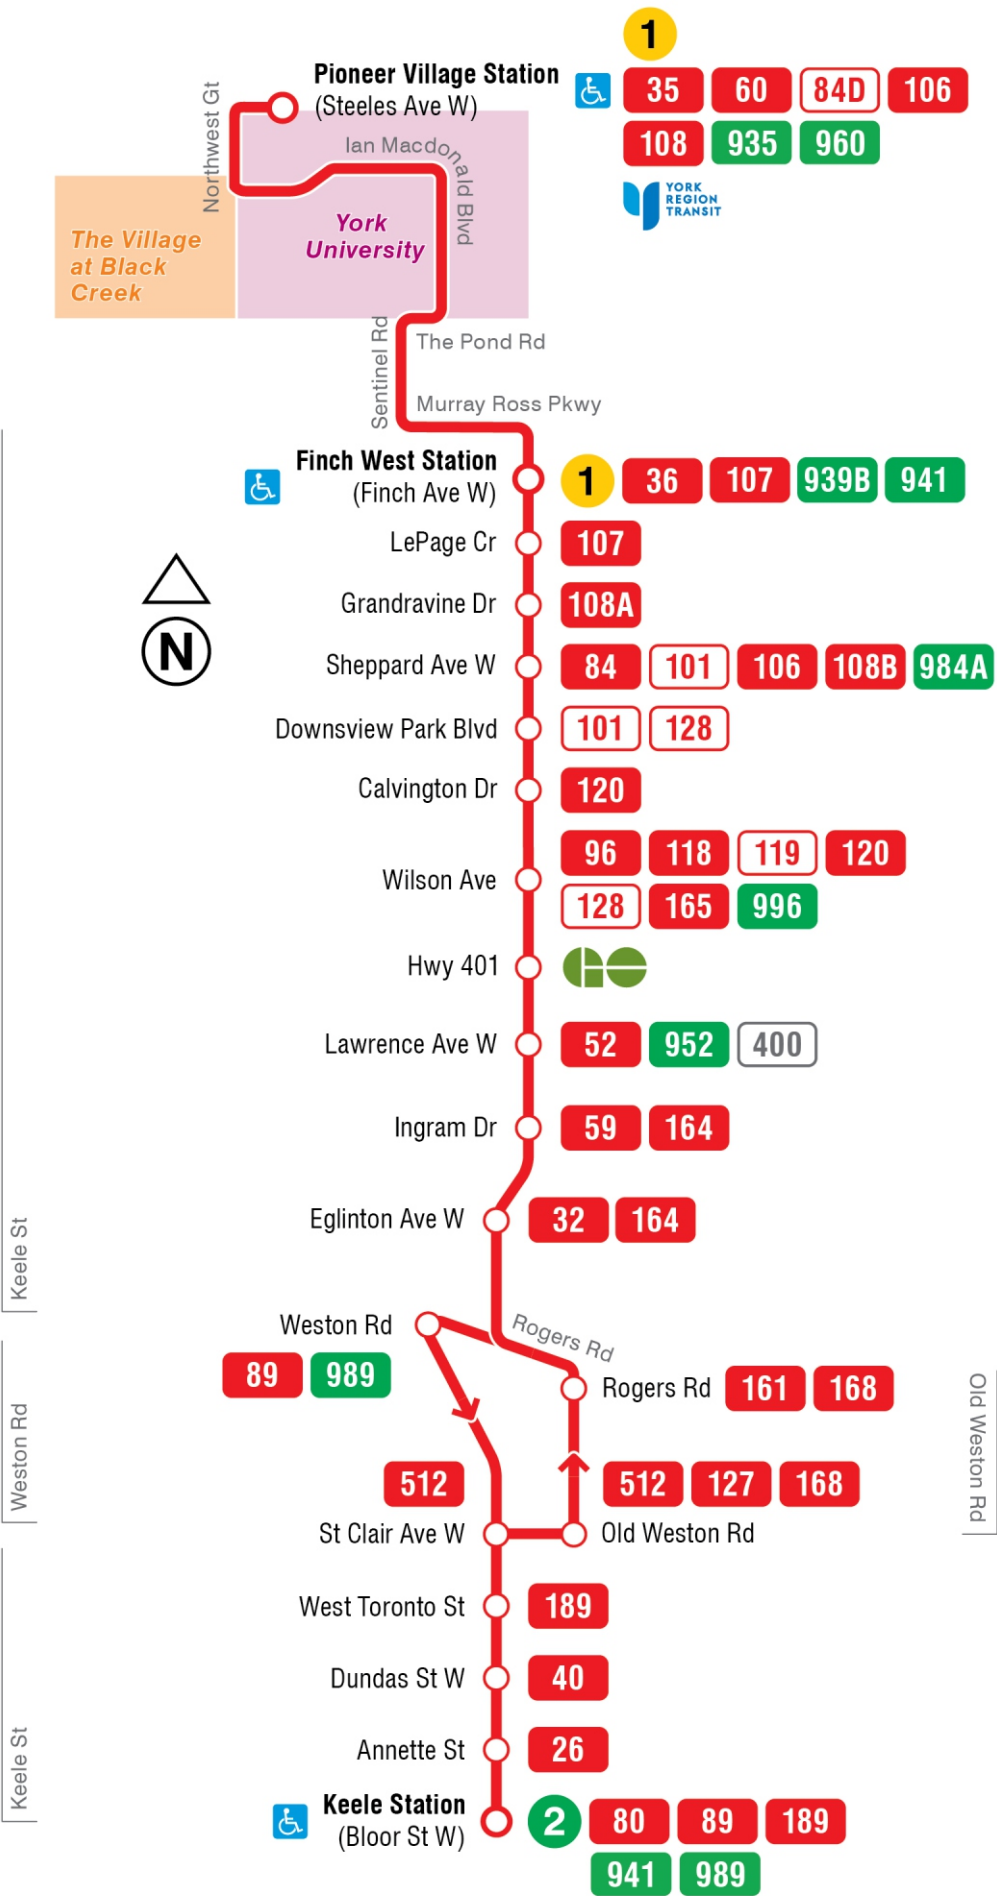 1
Pioneer Village Station
(Steeles Ave W)
35 60 84D 106
108 935 960
YORK
REGION
TRANSIT
Northwest Gt
Ian Macdonald Blvd
York
University
The Village
at Black
Creek
Sentinel Rd
The Pond Rd
Murray Ross Pkwy
Finch West Station
(Finch Ave W)
1 36 107 939B 941
LePage Cr
107
Grandravine Dr
108A
N
Sheppard Ave W
84 101 106 108B 984A
Downsview Park Blvd
101 128
Calvington Dr
120
Wilson Ave
96 118 119 120
128 165 996
Hwy 401
GO
Lawrence Ave W
52 952 400
Ingram Dr
59 164
Eglinton Ave W
32 164
Keele St
Weston Rd
89 989
Rogers Rd
Rogers Rd
161 168
Weston Rd
Old Weston Rd
512
512 127 168
St Clair Ave W
Old Weston Rd
West Toronto St
189
Dundas St W
40
Annette St
26
Keele St
Keele Station
(Bloor St W)
2 80 89 189
941 989